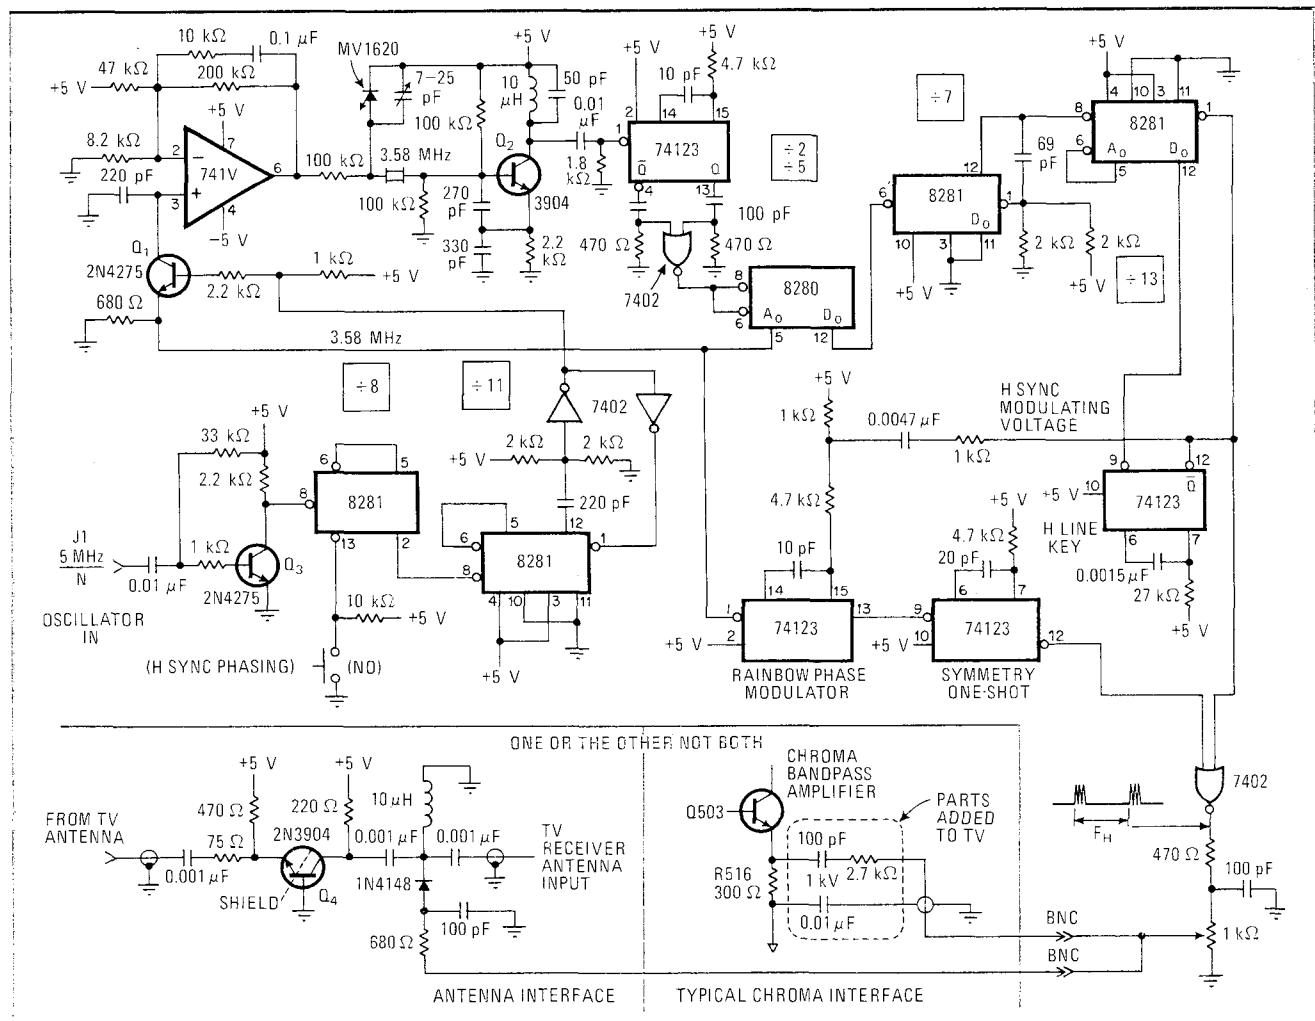 10 kΩ
0.1 µF
47 kΩ
200 kΩ
+5 V
8.2 kΩ
+5 V
7
2
−
741V
6
+
3
4
−5 V
220 pF
100 kΩ
Q1
2N4275
680 Ω
2.2 kΩ
1 kΩ
+5 V
3.58 MHz
MV1620
7–25 pF
100 kΩ
3.58 MHz
100 kΩ
270 pF
330 pF
+5 V
10 µH
50 pF
0.01 µF
Q2
3904
1.8 kΩ
2.2 kΩ
+5 V
+5 V
4.7 kΩ
10 pF
2
14
15
1
74123
Q̄
Q
4
13
100 pF
470 Ω
470 Ω
7402
÷2
÷5
8
8280
6
A0
D0
5
12
÷7
+5 V
4
10
3
11
8
8281
1
6
A0
D0
5
12
69 pF
12
6
8281
1
D0
10
3
11
+5 V
2 kΩ
2 kΩ
+5 V
÷13
÷8
÷11
7402
+5 V
33 kΩ
2.2 kΩ
6
5
8
8281
13
2
J1
5 MHz
N
0.01 µF
1 kΩ
Q3
2N4275
OSCILLATOR IN
10 kΩ
+5 V
(H SYNC PHASING)
(NO)
+5 V
2 kΩ
2 kΩ
220 pF
5
12
6
8281
1
8
4
10
3
11
+5 V
+5 V
1 kΩ
0.0047 µF
H SYNC
MODULATING
VOLTAGE
1 kΩ
4.7 kΩ
10 pF
14
15
1
74123
13
+5 V
2
RAINBOW PHASE
MODULATOR
+5 V
4.7 kΩ
20 pF
6
7
9
74123
12
+5 V
10
SYMMETRY
ONE-SHOT
9
12
+5 V
10
Q̄
74123
H LINE
KEY
6
7
0.0015 µF
27 kΩ
+5 V
ONE OR THE OTHER NOT BOTH
+5 V
+5 V
10 µH
470 Ω
220 Ω
FROM TV
ANTENNA
75 Ω
2N3904
0.001 µF
0.001 µF
0.001 µF
TV
RECEIVER
ANTENNA
INPUT
SHIELD
Q4
1N4148
100 pF
680 Ω
ANTENNA INTERFACE
CHROMA
BANDPASS
AMPLIFIER
Q503
PARTS
ADDED
TO TV
100 pF
1 kV
2.7 kΩ
R516
300 Ω
0.01 µF
TYPICAL CHROMA INTERFACE
7402
FH
470 Ω
100 pF
BNC
BNC
1 kΩ